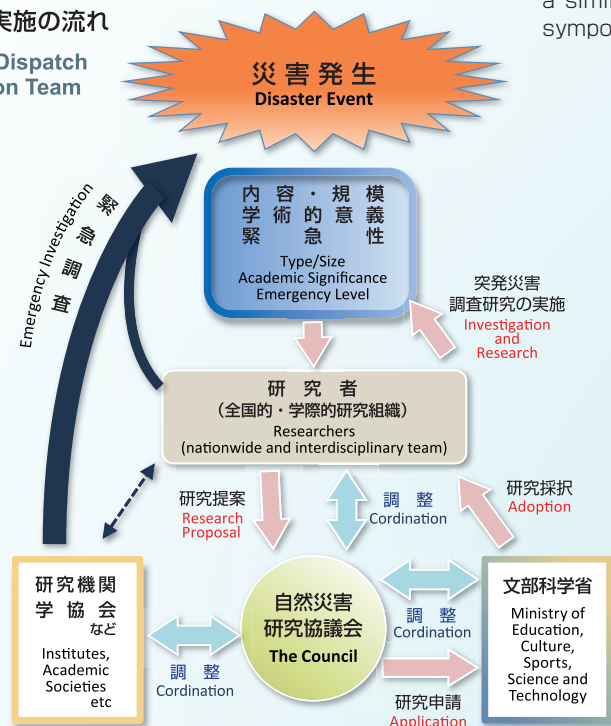 実施の流れ
Dispatch
on Team
a simi
sympo
災害発生
Disaster Event
内容・規模
学術的意義
緊急性
Type/Size
Academic Significance
Emergency Level
緊急調査
Emergency Investigation
突発災害
調査研究の実施
Investigation
and
Research
研究者
（全国的・学際的研究組織）
Researchers
(nationwide and interdisciplinary team)
研究提案
Research
Proposal
調整
Cordination
研究採択
Adoption
研究機関
学協会
など
Institutes,
Academic
Societies
etc
調整
Cordination
自然災害
研究協議会
The Council
調整
Cordination
研究申請
Application
文部科学省
Ministry of
Education,
Culture,
Sports,
Science and
Technology